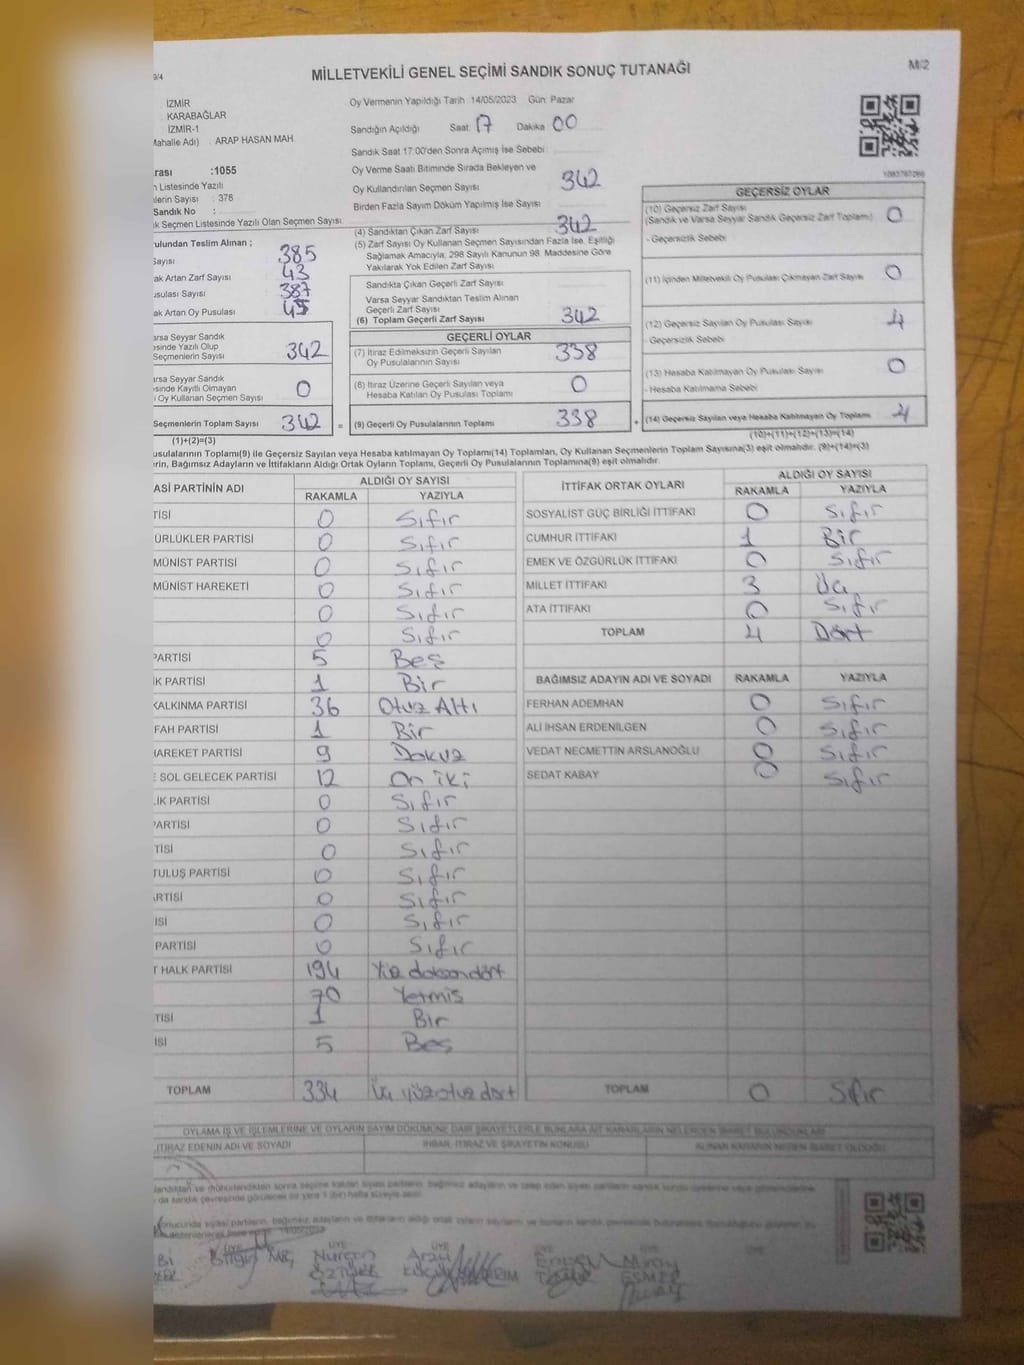 9/4
MİLLETVEKİLİ GENEL SEÇİMİ SANDIK SONUÇ TUTANAĞI
M/2
İZMİR
KARABAĞLAR
İZMİR-1
Mahalle Adı) : ARAP HASAN MAH.
Oy Vermenin Yapıldığı Tarih : 14/05/2023 Gün: Pazar
Sandığın Açıldığı Saat: 17 Dakika: 00
Sandık Saat 17:00'den Sonra Açımış İse Sebebi :
rası :1055
n Listesinde Yazılı
lerin Sayısı : 378
Sandık No :
k Seçmen Listesinde Yazılı Olan Seçmen Sayısı:
Oy Verme Saati Bitiminde Sırada Bekleyen ve
Oy Kullandırılan Seçmen Sayısı 342
Birden Fazla Sayım Döküm Yapılmış İse Sayısı
rulundan Teslim Alınan ;
Sayısı 385
ak Artan Zarf Sayısı 43
usulası Sayısı 387
ak Artan Oy Pusulası 45
(4) Sandıktan Çıkan Zarf Sayısı 342
(5) Zarf Sayısı Oy Kullanan Seçmen Sayısından Fazla İse, Eşitliği
Sağlamak Amacıyla; 298 Sayılı Kanunun 98. Maddesine Göre
Yakılarak Yok Edilen Zarf Sayısı
Sandıkta Çıkan Geçerli Zarf Sayısı
Varsa Seyyar Sandıktan Teslim Alınan
Geçerli Zarf Sayısı
(6) Toplam Geçerli Zarf Sayısı 342
GEÇERSİZ OYLAR
(10) Geçersiz Zarf Sayısı 0
(Sandık ve Varsa Seyyar Sandık Geçersiz Zarf Toplamı)
- Geçersizlik Sebebi
(11) İçinden Milletvekili Oy Pusulası Çıkmayan Zarf Sayısı 0
(12) Geçersiz Sayılan Oy Pusulası Sayısı 4
- Geçersizlik Sebebi
(13) Hesaba Katılmayan Oy Pusulası Sayısı 0
- Hesaba Katılmama Sebebi
(14) Geçersiz Sayılan veya Hesaba Katılmayan Oy Toplamı 4
(10)+(11)+(12)+(13)=(14)
arsa Seyyar Sandık
esinde Yazılı Olup
Seçmenlerin Sayısı 342
arsa Seyyar Sandık
esinde Kayıtlı Olmayan
i Oy Kullanan Seçmen Sayısı 0
Seçmenlerin Toplam Sayısı 342 =
(1)+(2)=(3)
GEÇERLİ OYLAR
(7) İtiraz Edilmeksizin Geçerli Sayılan
Oy Pusulalarının Sayısı 338
(8) İtiraz Üzerine Geçerli Sayılan veya
Hesaba Katılan Oy Pusulası Toplamı 0
(9) Geçerli Oy Pusulalarının Toplamı 338 +
usulalarının Toplamı(9) ile Geçersiz Sayılan veya Hesaba katılmayan Oy Toplamı(14) Toplamları, Oy Kullanan Seçmenlerin Toplam Sayısına(3) eşit olmalıdır. (9)+(14)=(3)
rin, Bağımsız Adayların ve İttifakların Aldığı Ortak Oyların Toplamı, Geçerli Oy Pusulalarının Toplamına(9) eşit olmalıdır.
ASİ PARTİNİN ADI ALDIĞI OY SAYISI
RAKAMLA YAZIYLA
TİSİ 0 Sıfır
ÜRLÜKLER PARTİSİ 0 Sıfır
MÜNİST PARTİSİ 0 Sıfır
MÜNİST HAREKETİ 0 Sıfır
0 Sıfır
0 Sıfır
PARTİSİ 5 Beş
İK PARTİSİ 1 Bir
KALKINMA PARTİSİ 36 Otuz Altı
FAH PARTİSİ 1 Bir
HAREKET PARTİSİ 9 Dokuz
E SOL GELECEK PARTİSİ 12 On iki
LİK PARTİSİ 0 Sıfır
PARTİSİ 0 Sıfır
TİSİ 0 Sıfır
TULUŞ PARTİSİ 0 Sıfır
ARTİSİ 0 Sıfır
ISİ 0 Sıfır
PARTİSİ 0 Sıfır
T HALK PARTİSİ 194 Yüz doksandört
70 Yetmiş
TİSİ 1 Bir
ISİ 5 Beş
TOPLAM 334 Üç yüz otuz dört
İTTİFAK ORTAK OYLARI ALDIĞI OY SAYISI
RAKAMLA YAZIYLA
SOSYALİST GÜÇ BİRLİĞİ İTTİFAKI 0 Sıfır
CUMHUR İTTİFAKI 1 Bir
EMEK VE ÖZGÜRLÜK İTTİFAKI 0 Sıfır
MİLLET İTTİFAKI 3 Üç
ATA İTTİFAKI 0 Sıfır
TOPLAM 4 Dört
BAĞIMSIZ ADAYIN ADI VE SOYADI RAKAMLA YAZIYLA
FERHAN ADEMHAN 0 Sıfır
ALİ İHSAN ERDENİLGEN 0 Sıfır
VEDAT NECMETTİN ARSLANOĞLU 0 Sıfır
SEDAT KABAY 0 Sıfır
TOPLAM 0 Sıfır
OYLAMA İŞ VE İŞLEMLERİNE VE OYLARIN SAYIM DÖKÜMÜNE DAİR ŞİKAYETLERLE BUNLARA AİT KARARLARIN NELERDEN İBARET BULUNDUKLARI
İTİRAZ EDENİN ADI VE SOYADI
İHBAR, İTİRAZ VE ŞİKAYETİN KONUSU
ALINAN KARARIN NEDEN İBARET OLDUĞU
ÜYE ÜYE ÜYE ÜYE ÜYE ÜYE
Nurcan
ÖZTÜRK
Miray
ESMER